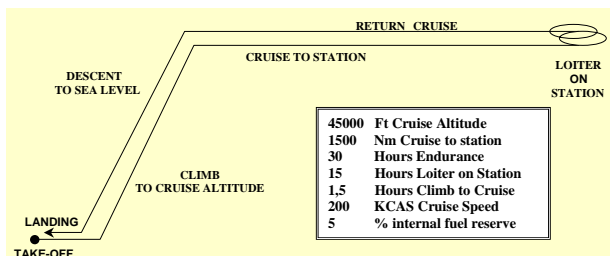 RETURN CRUISE
CRUISE TO STATION
LOITER
ON
STATION
DESCENT
TO SEA LEVEL
45000 Ft Cruise Altitude
1500 Nm Cruise to station
30 Hours Endurance
15 Hours Loiter on Station
1,5 Hours Climb to Cruise
200 KCAS Cruise Speed
5 % internal fuel reserve
CLIMB
TO CRUISE ALTITUDE
LANDING
TAKE-OFF